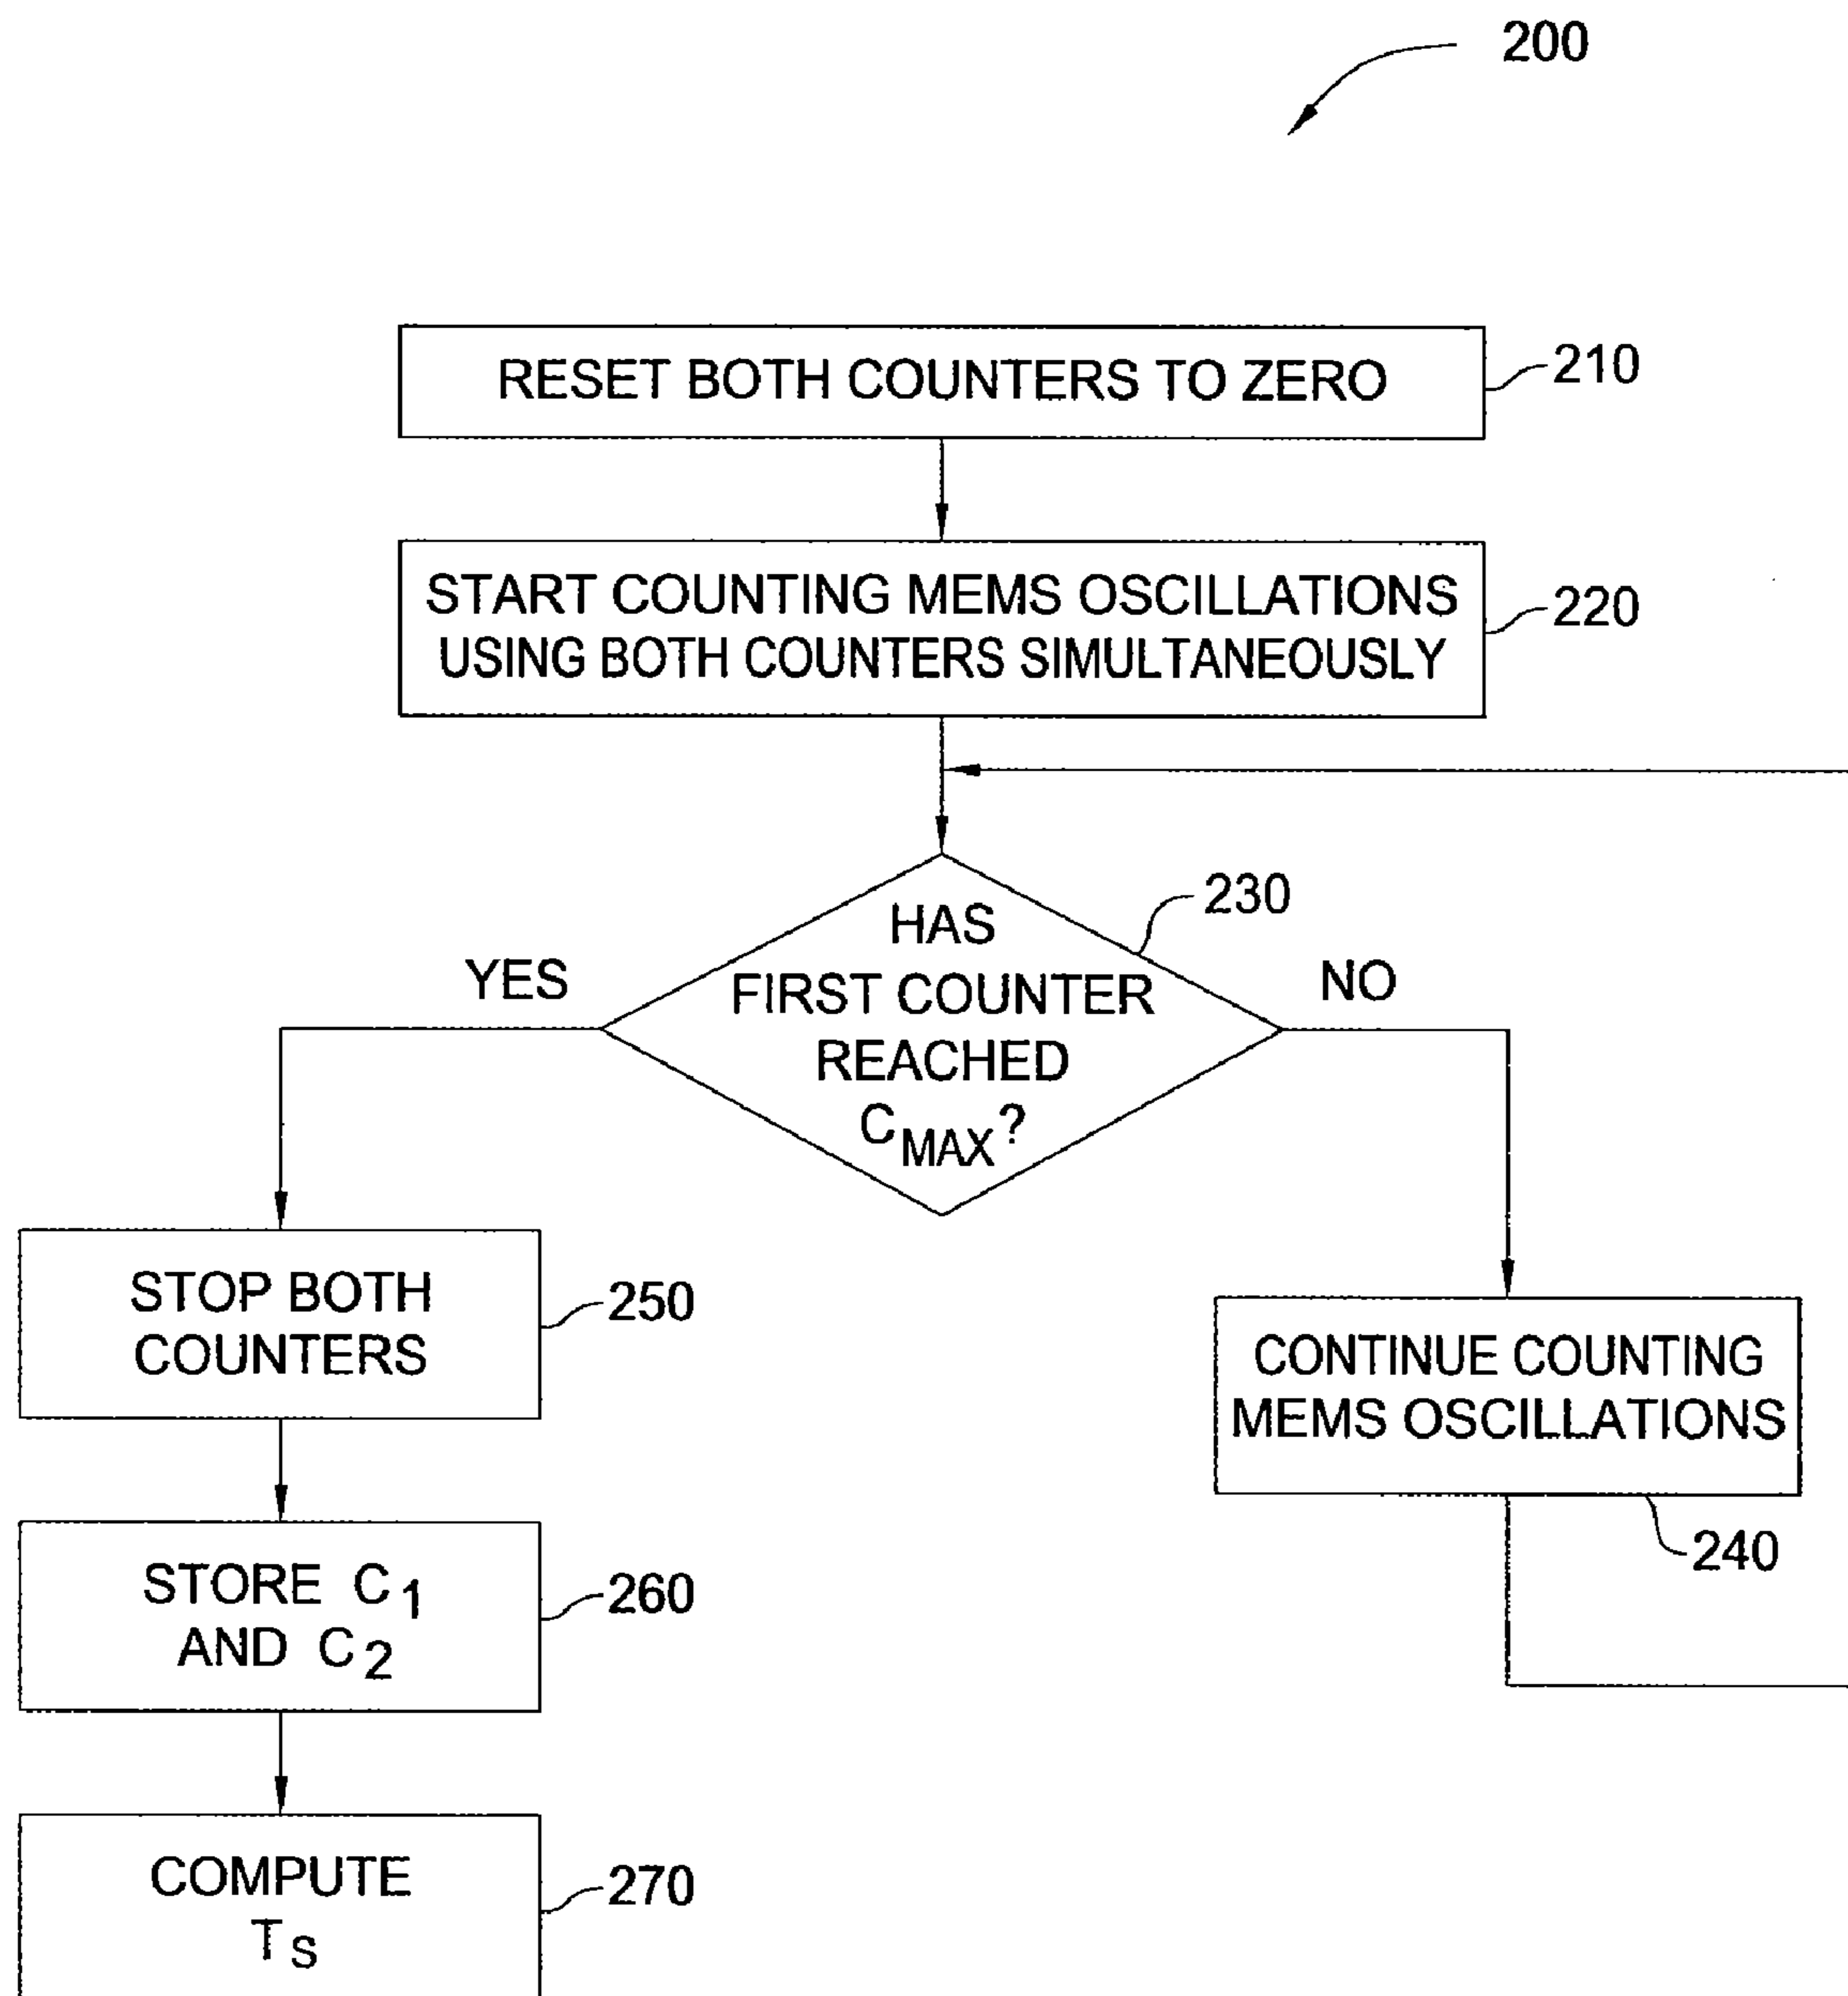 200
RESET BOTH COUNTERS TO ZERO
210
START COUNTING MEMS OSCILLATIONS
USING BOTH COUNTERS SIMULTANEOUSLY
220
HAS
FIRST COUNTER
REACHED
CMAX?
230
YES
NO
STOP BOTH
COUNTERS
250
CONTINUE COUNTING
MEMS OSCILLATIONS
240
STORE C1
AND C2
260
COMPUTE
TS
270